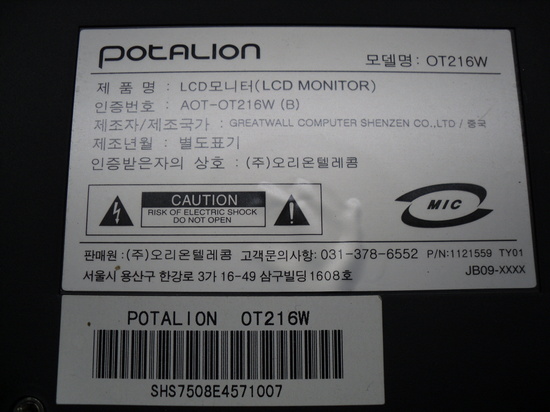 POTALION
모델명: OT216W
제 품 명 : LCD모니터(LCD MONITOR)
인증번호 : AOT-OT216W (B)
제조자/제조국가 : GREATWALL COMPUTER SHENZEN CO.,LTD / 중국
제조년월 : 별도표기
인증받은자의 상호 : (주)오리온텔레콤
CAUTION
RISK OF ELECTRIC SHOCK
DO NOT OPEN
MIC
판매원 : (주)오리온텔레콤 고객문의사항: 031-378-6552 P/N:1121559 TY01
서울시 용산구 한강로 3가 16-49 삼구빌딩 1608호 JB09-XXXX
POTALION OT216W
SHS7508E4571007